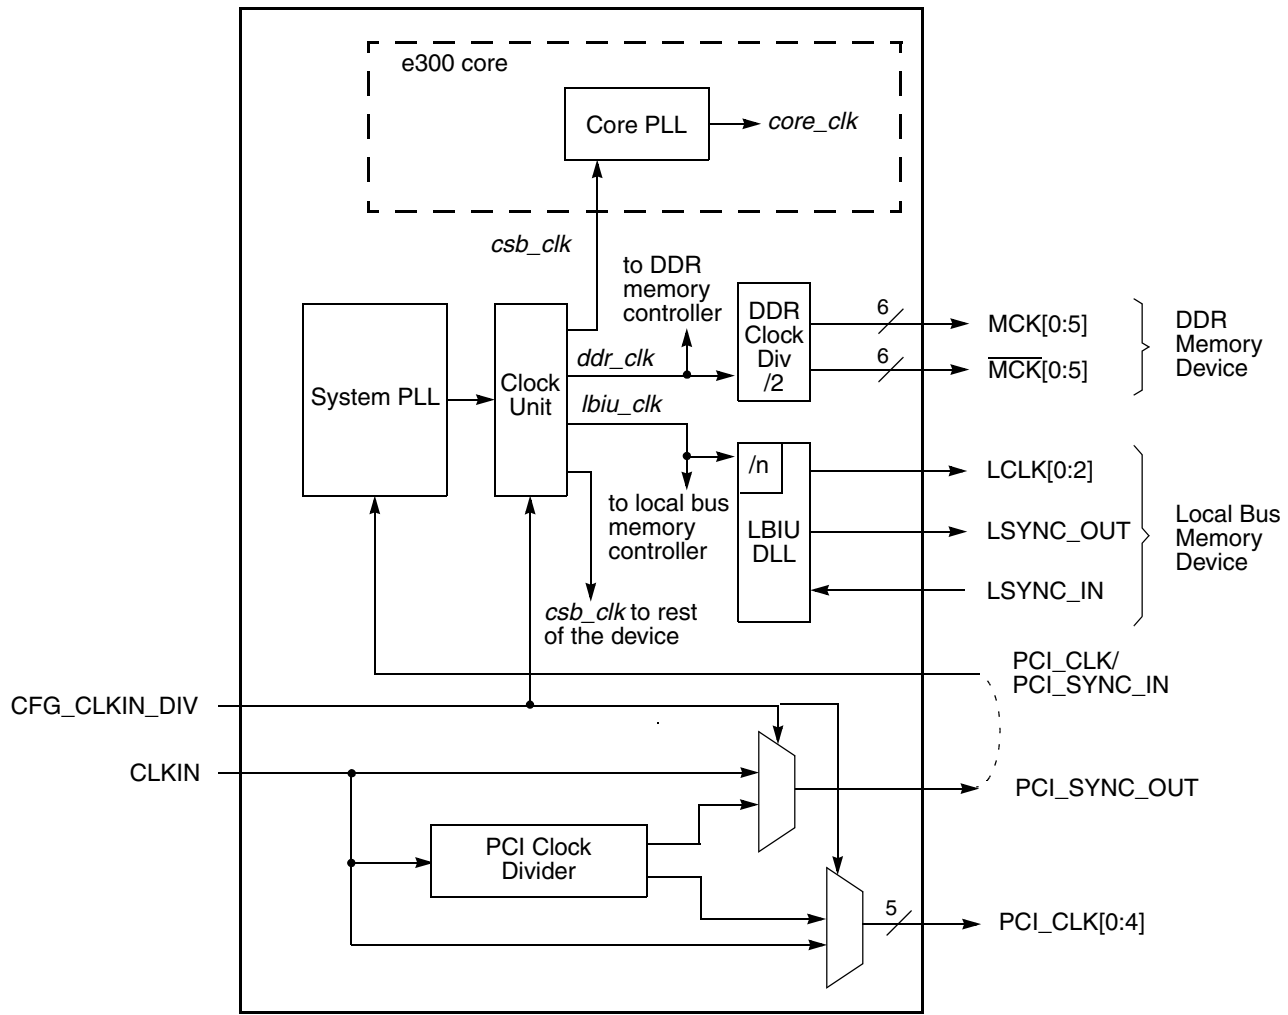 e300 core
Core PLL
core_clk
csb_clk
to DDR
memory
controller
DDR
Clock
Div
/2
6
MCK[0:5]
6
M̅C̅K̅[0:5]
DDR
Memory
Device
System PLL
Clock
Unit
ddr_clk
lbiu_clk
/n
LBIU
DLL
to local bus
memory
controller
LCLK[0:2]
LSYNC_OUT
LSYNC_IN
Local Bus
Memory
Device
csb_clk to rest
of the device
PCI_CLK/
PCI_SYNC_IN
CFG_CLKIN_DIV
CLKIN
PCI_SYNC_OUT
PCI Clock
Divider
5
PCI_CLK[0:4]